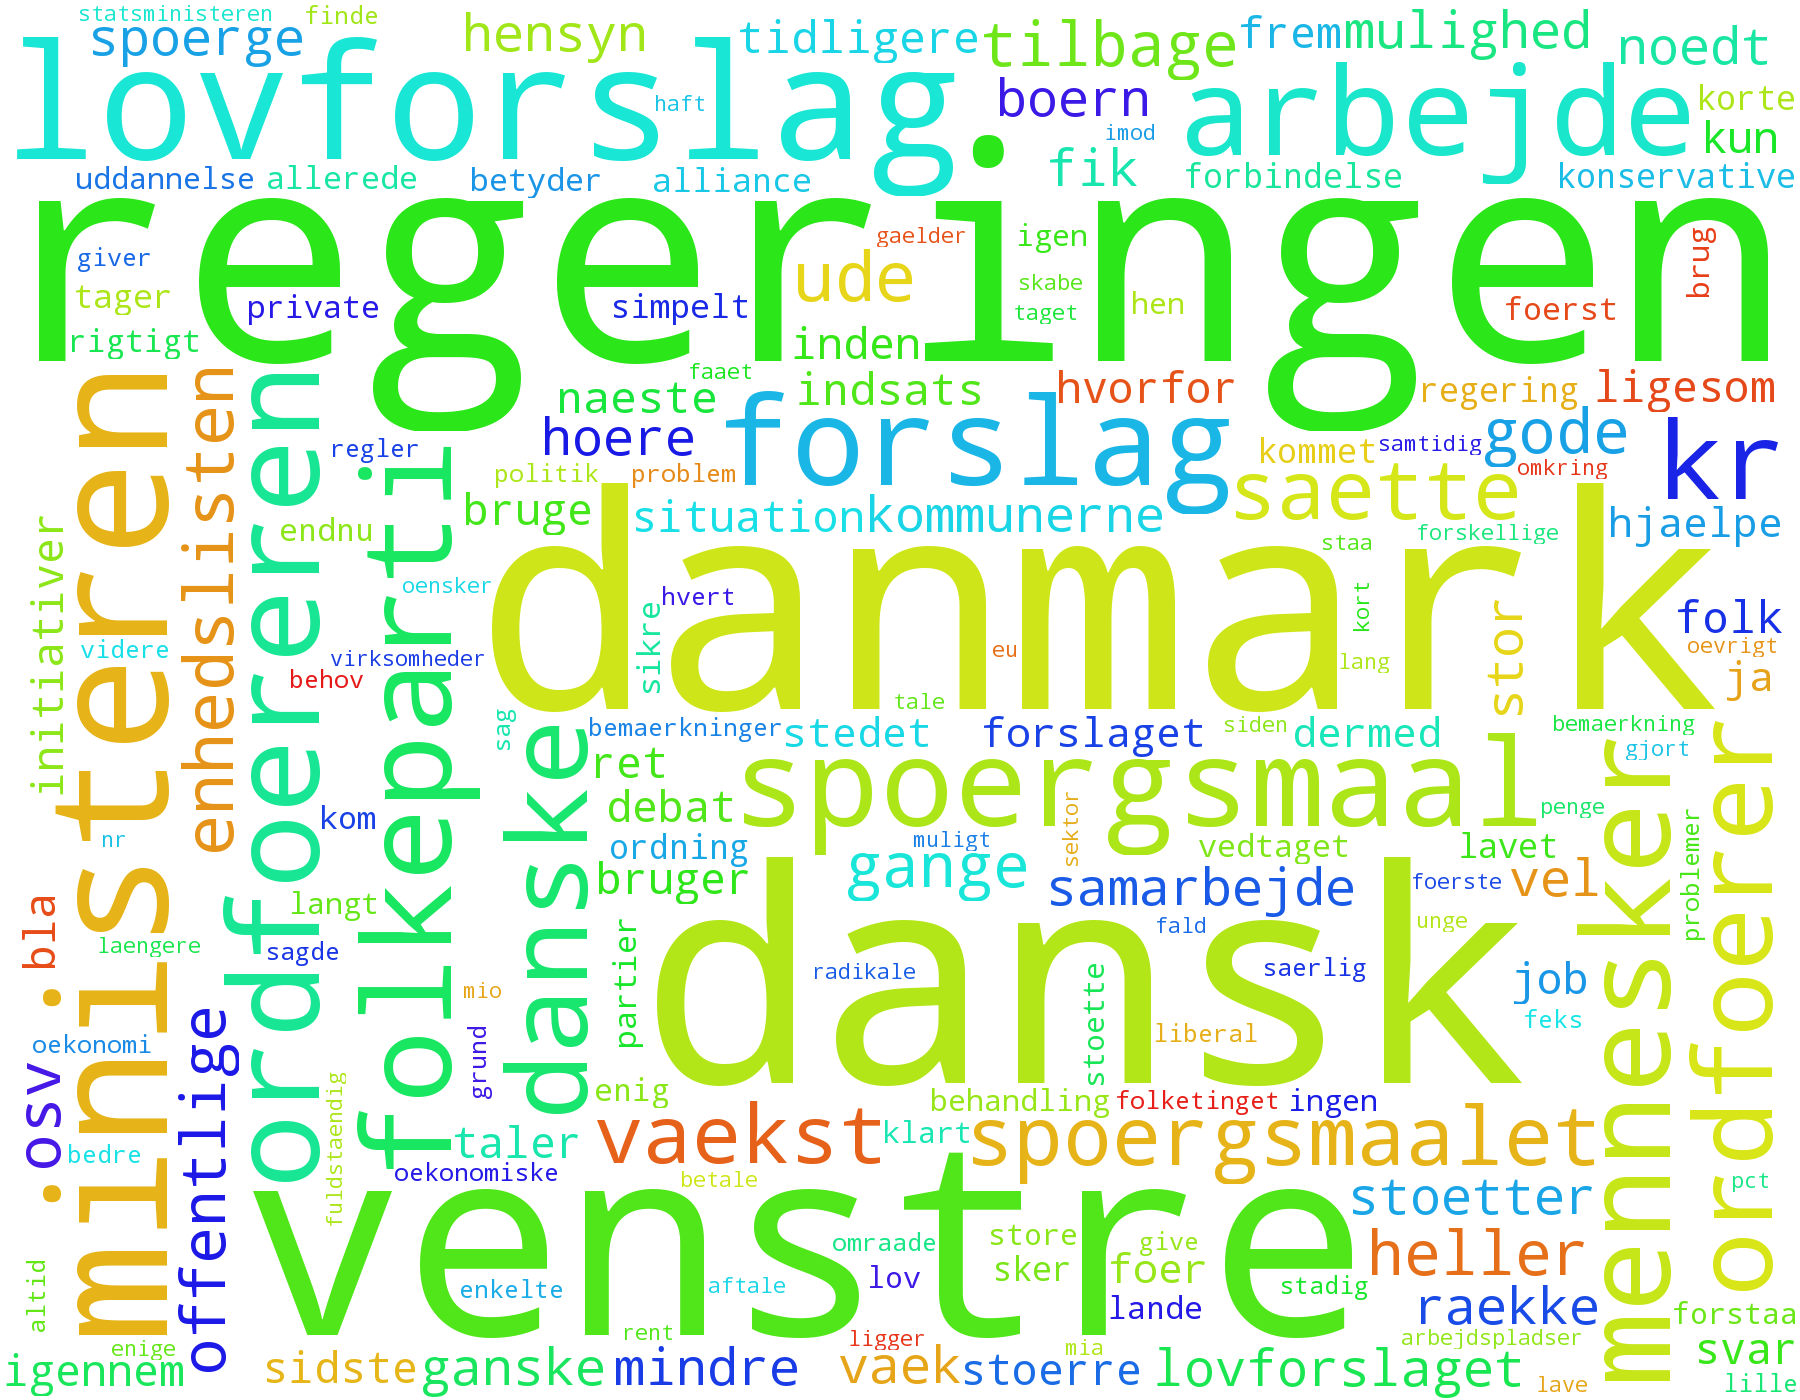 statsministeren finde
spoerge hensyn tidligere tilbage frem mulighed noedt
lovforslag haft boern imod arbejde korte
kun
uddannelse allerede betyder alliance fik forbindelse konservative
regeringen
giver gaelder igen brug
tager private simpelt ude skabe taget hen foerst
rigtigt inden
ministeren enhedslisten ordfoereren faaet
naeste indsats hvorfor regering ligesom
regler hoere forslag kommet samtidig gode kr
folkeparti politik problem omkring
initiativer endnu bruge situation kommunerne saette forskellige hjaelpe
danmark staa
oensker hvert kort
videre virksomheder sikre eu lang stor folk oevrigt
behov tale ja
danske sag bemaerkninger stedet forslaget siden dermed bemaerkning gjort
ret spoergsmaal
kom debat sektor penge
nr ordning muligt vedtaget lavet problemer
bruger gange samarbejde foerste vel
bla langt dansk fald unge mennesker ordfoerer
laengere sagde partier radikale saerlig
mio stoette job
oekonomi grund liberal feks
osv offentlige fuldstaendig enig behandling folketinget ingen
bedre taler vaekst klart spoergsmaalet
oekonomiske betale stoetter pct
venstre
omraade store give heller
altid enkelte aftale lov sker foer stadig
lande raekke forstaa
enige rent ligger mia arbejdspladser svar
igennem sidste ganske mindre vaek stoerre lovforslaget lave lille